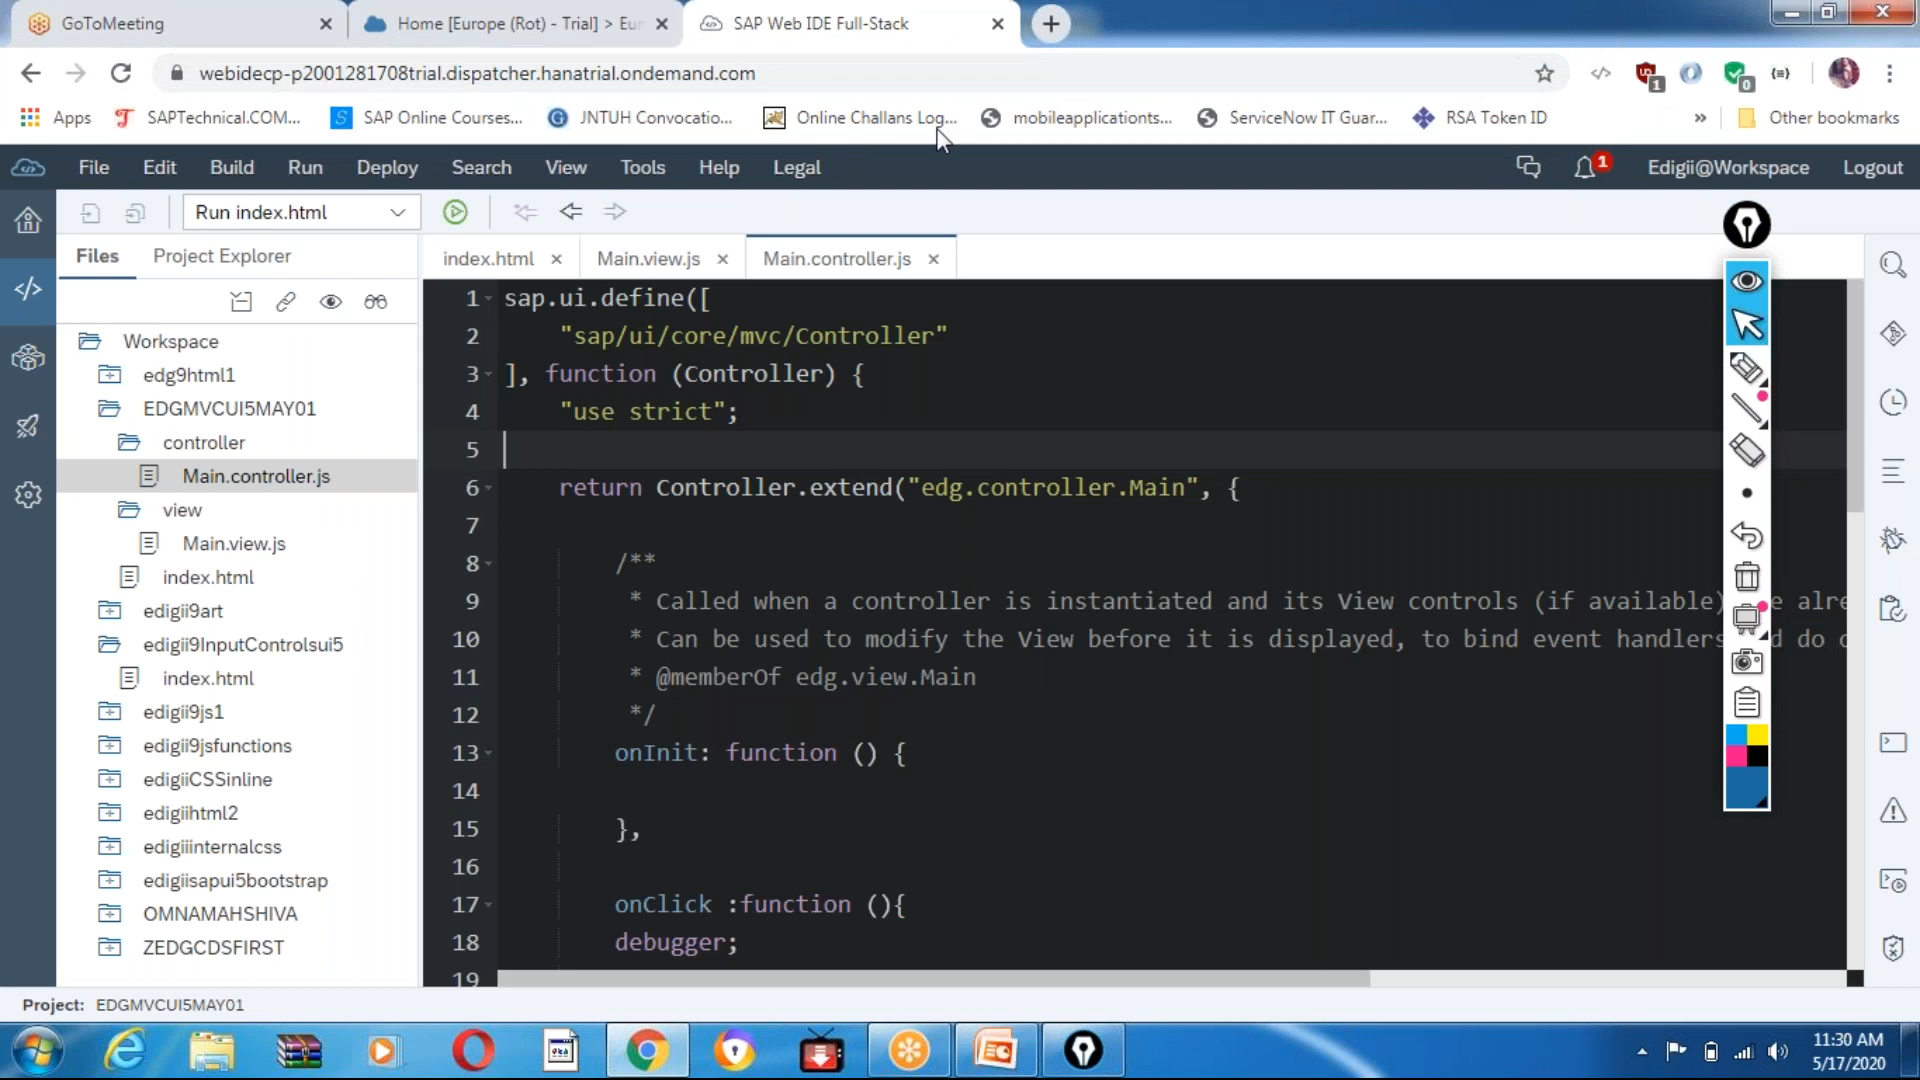 GoToMeeting
Home [Europe (Rot) - Trial] > Eur
SAP Web IDE Full-Stack
webidecp-p2001281708trial.dispatcher.hanatrial.ondemand.com
1
0
Apps
SAPTechnical.COM...
S
SAP Online Courses...
JNTUH Convocatio...
Online Challans Log...
mobileapplicationts...
ServiceNow IT Guar...
RSA Token ID
»
Other bookmarks
File Edit Build Run Deploy Search View Tools Help Legal
1
Edigii@Workspace
Logout
Run index.html
Files
Project Explorer
index.html
Main.view.js
Main.controller.js
Workspace
edg9html1
EDGMVCUI5MAY01
controller
Main.controller.js
view
Main.view.js
index.html
edigii9art
edigii9InputControlsui5
index.html
edigii9js1
edigii9jsfunctions
edigiiCSSinline
edigiihtml2
edigiiinternalcss
edigiisapui5bootstrap
OMNAMAHSHIVA
ZEDGCDSFIRST
1 sap.ui.define([
2 "sap/ui/core/mvc/Controller"
3 ], function (Controller) {
4 "use strict";
5
6 return Controller.extend("edg.controller.Main", {
7
8 /**
9 * Called when a controller is instantiated and its View controls (if available) e alre
10 * Can be used to modify the View before it is displayed, to bind event handlers d do o
11 * @memberOf edg.view.Main
12 */
13 onInit: function () {
14
15 },
16
17 onClick :function (){
18 debugger;
19
Project: EDGMVCUI5MAY01
11:30 AM
5/17/2020